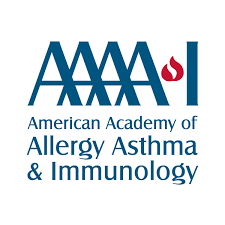 AAAAI
American Academy of
Allergy Asthma
& Immunology